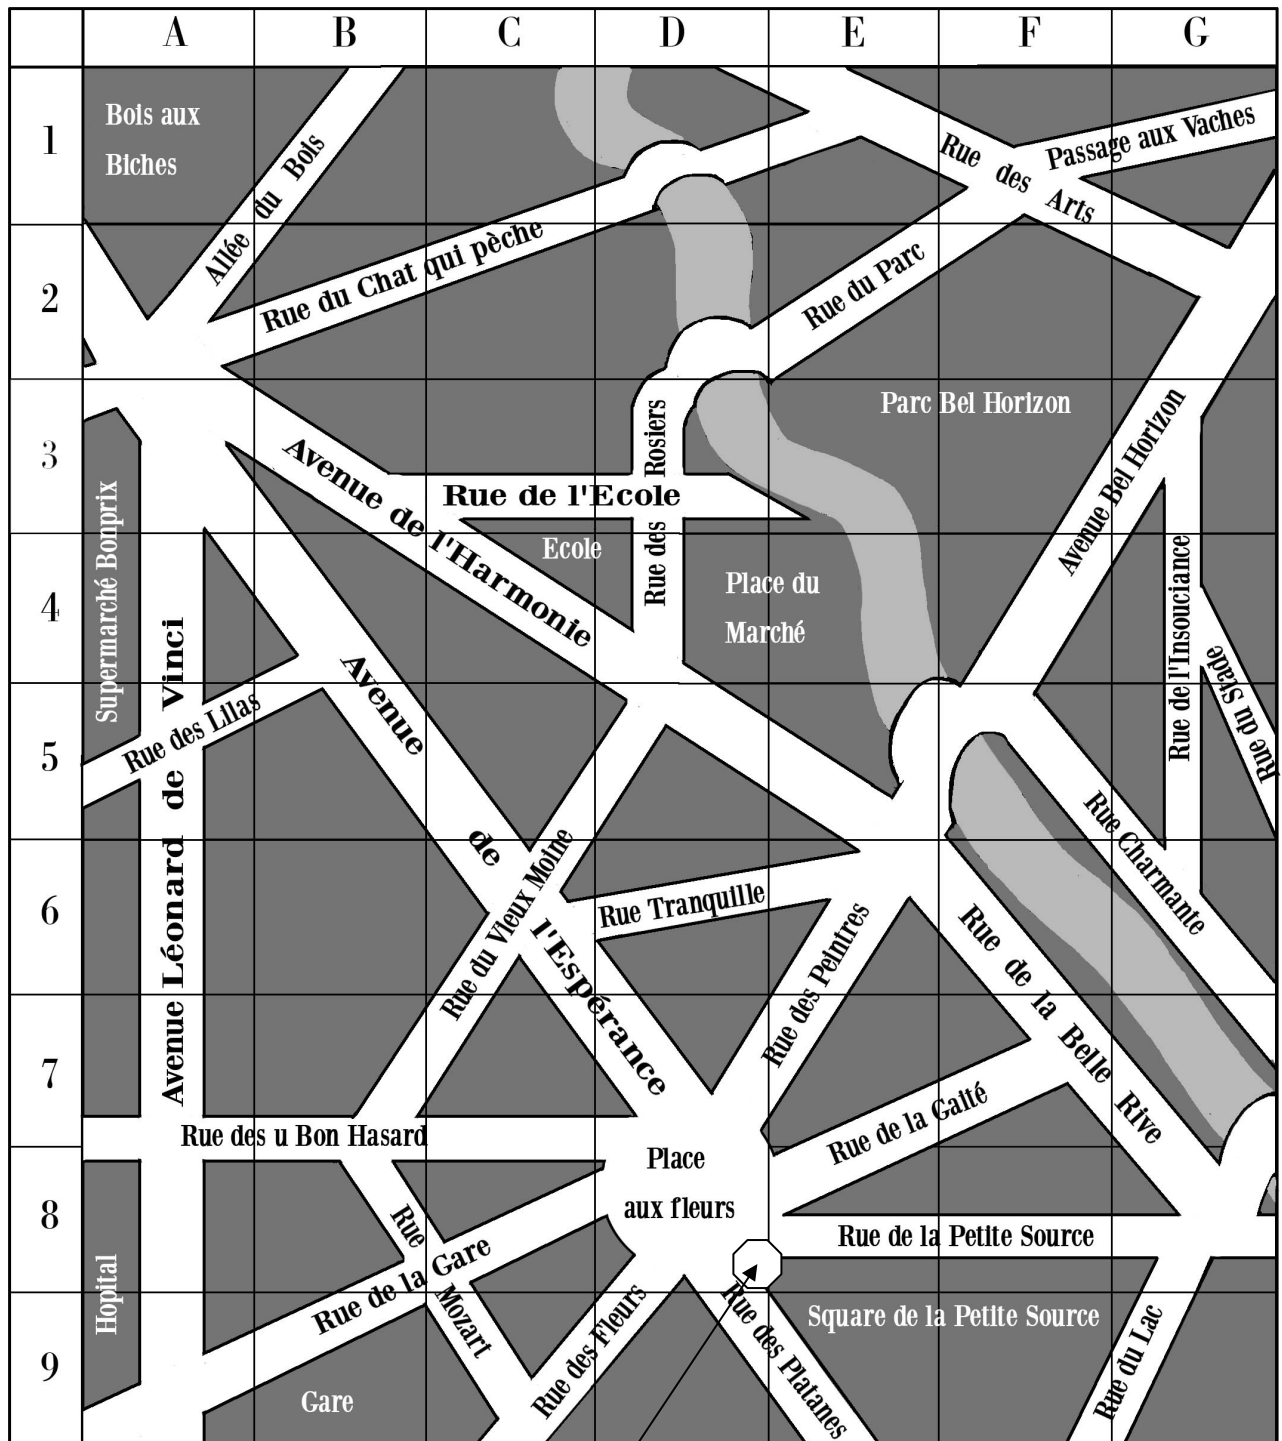 A B C D E F G
1
2
3
4
5
6
7
8
9
Bois aux
Biches
Allée du Bois
Rue du Chat qui pèche
Rue des Arts
Passage aux Vaches
Rue du Parc
Parc Bel Horizon
Avenue Bel Horizon
Avenue de l'Harmonie
Rue de l'Ecole
Rue des Rosiers
Ecole
Place du
Marché
Supermarché Bonprix
Avenue Léonard de Vinci
Rue des Lilas
Avenue de l'Espérance
Rue de l'Insouciance
Rue du Stade
Rue Charmante
Rue du Vieux Moine
Rue Tranquille
Rue des Peintres
Rue de la Belle Rive
Rue de la Gaité
Rue des u Bon Hasard
Place
aux fleurs
Rue de la Petite Source
Hopital
Rue Mozart
Rue de la Gare
Rue des Fleurs
Rue des Platanes
Square de la Petite Source
Rue du Lac
Gare